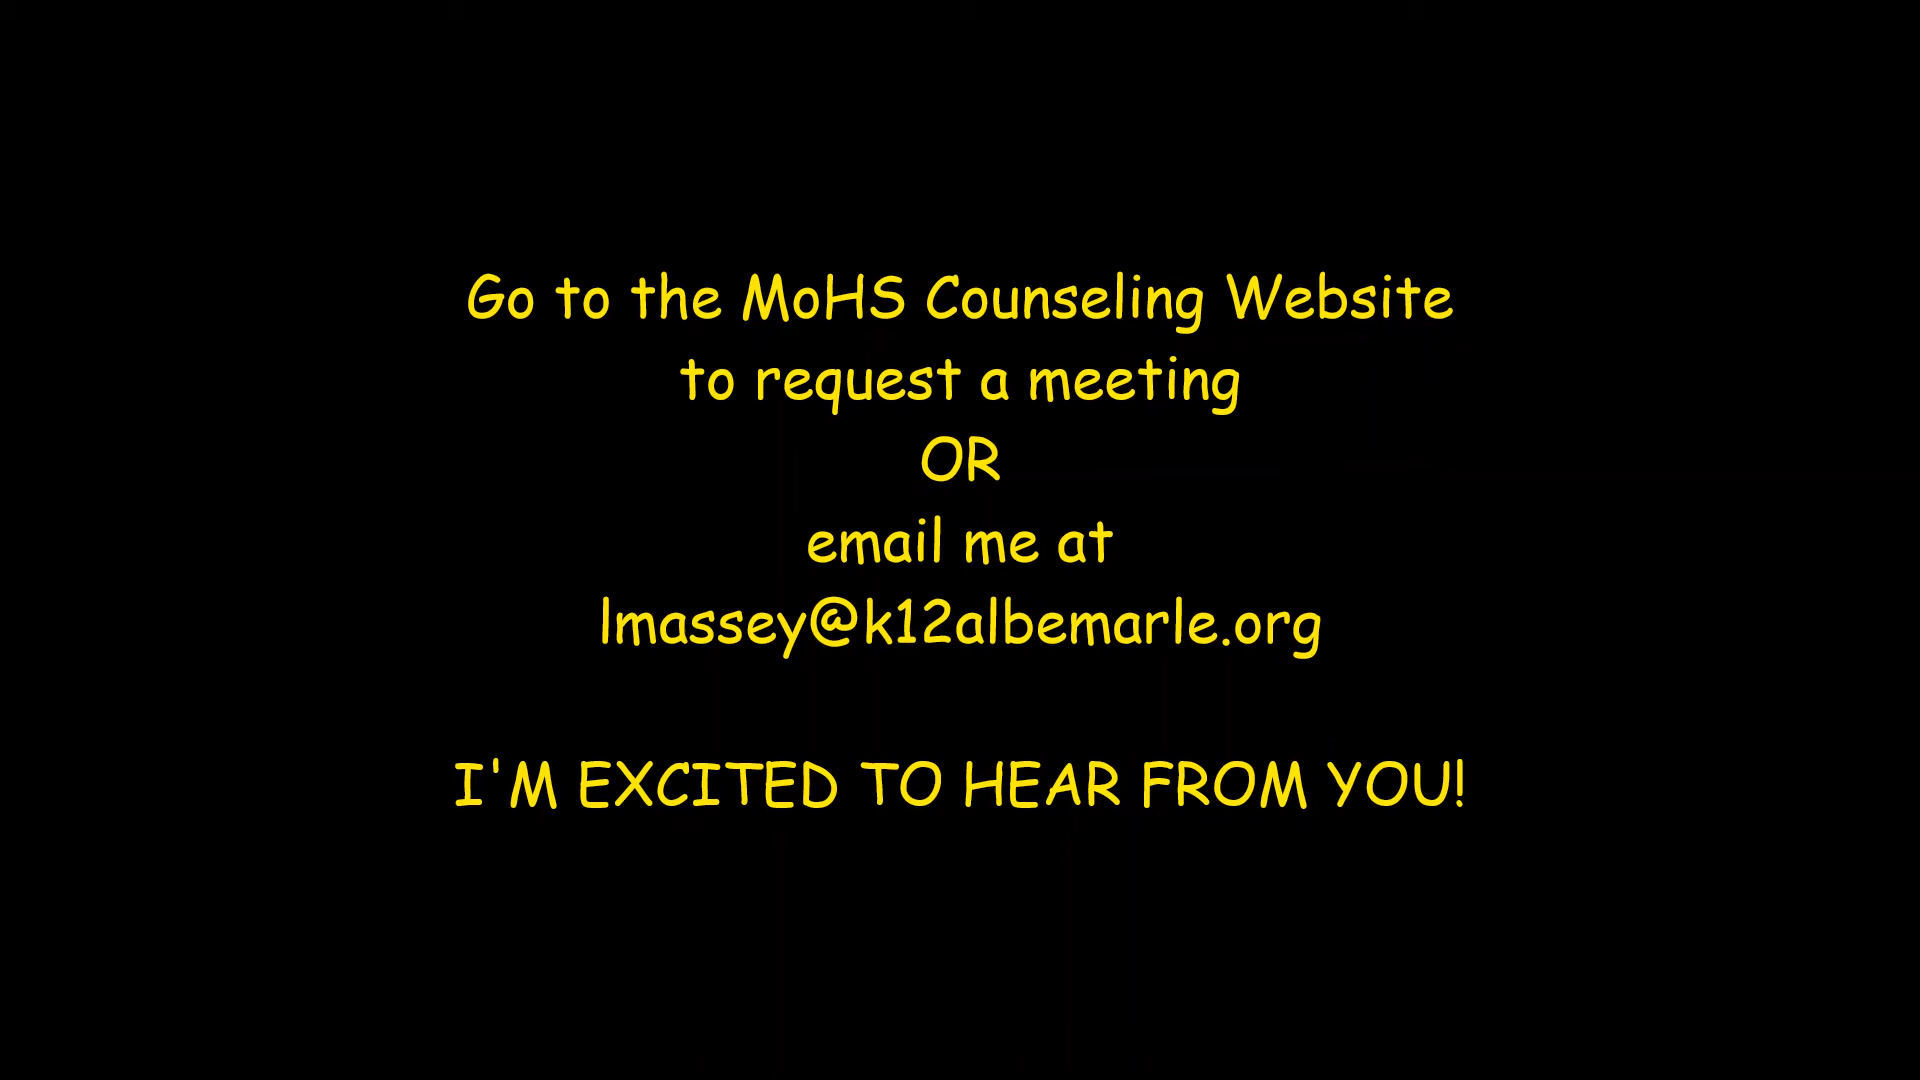 Go to the MoHS Counseling Website
to request a meeting
OR
email me at
lmassey@k12albemarle.org
I'M EXCITED TO HEAR FROM YOU!